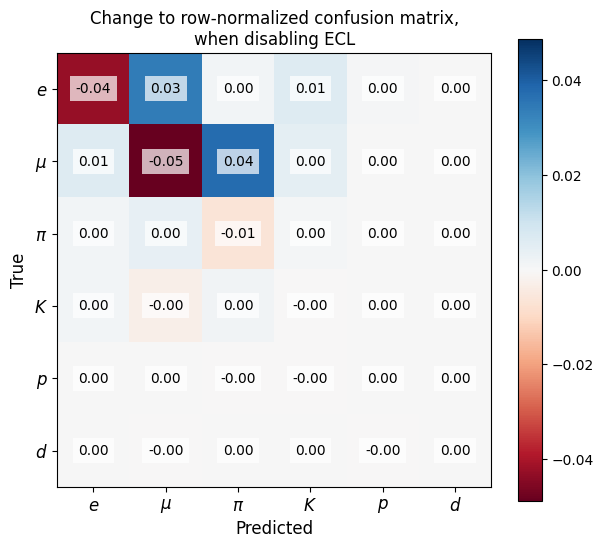 Change to row-normalized confusion matrix,
when disabling ECL
e -0.04 0.03 0.00 0.01 0.00 0.00
μ 0.01 -0.05 0.04 0.00 0.00 0.00
π 0.00 0.00 -0.01 0.00 0.00 0.00
K 0.00 -0.00 0.00 -0.00 0.00 0.00
p 0.00 0.00 -0.00 -0.00 0.00 0.00
d 0.00 -0.00 0.00 0.00 -0.00 0.00
e μ π K p d
Predicted
True
0.04
0.02
0.00
−0.02
−0.04